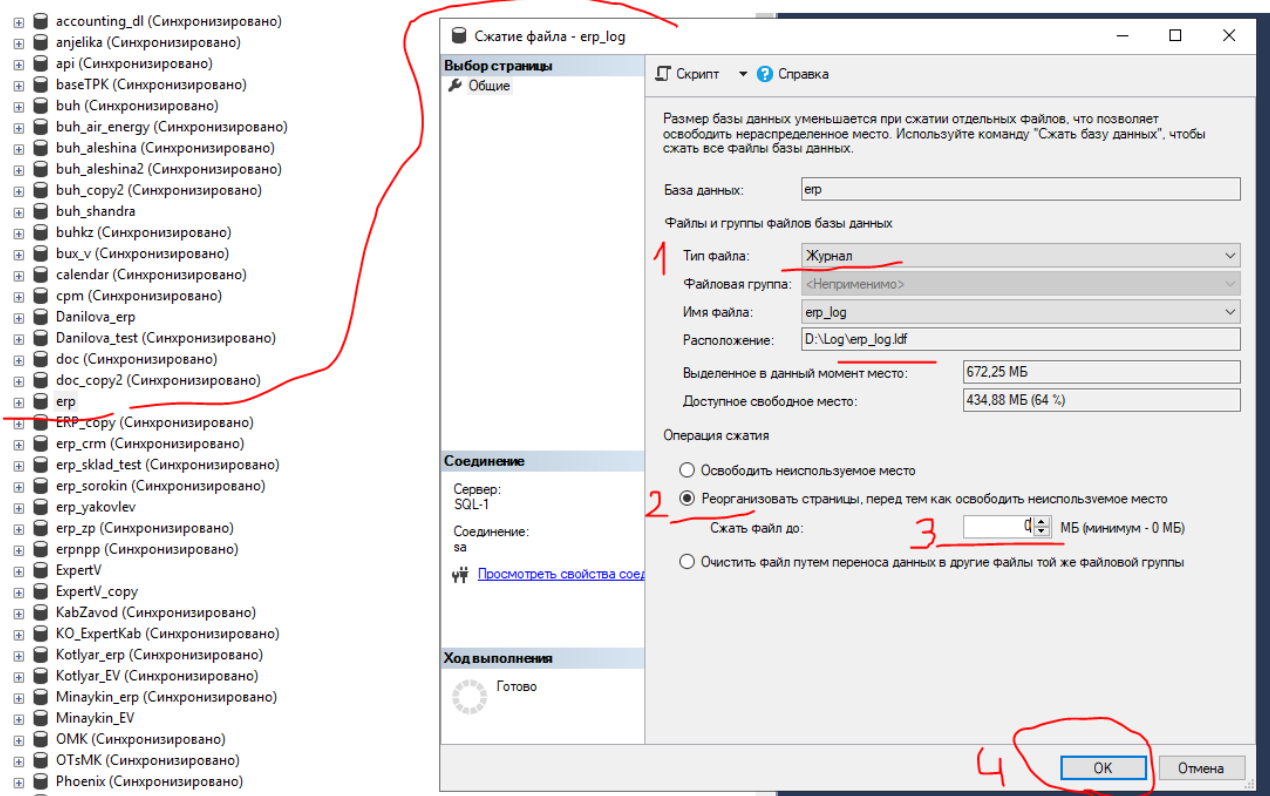 accounting_dl (Синхронизировано)
anjelika (Синхронизировано)
api (Синхронизировано)
baseTPK (Синхронизировано)
buh (Синхронизировано)
buh_air_energy (Синхронизировано)
buh_aleshina (Синхронизировано)
buh_aleshina2 (Синхронизировано)
buh_copy2 (Синхронизировано)
buh_shandra
buhkz (Синхронизировано)
bux_v (Синхронизировано)
calendar (Синхронизировано)
cpm (Синхронизировано)
Danilova_erp
Danilova_test (Синхронизировано)
doc (Синхронизировано)
doc_copy2 (Синхронизировано)
erp
ERP_copy (Синхронизировано)
erp_crm (Синхронизировано)
erp_sklad_test (Синхронизировано)
erp_sorokin (Синхронизировано)
erp_yakovlev
erp_zp (Синхронизировано)
erpnpp (Синхронизировано)
ExpertV
ExpertV_copy
KabZavod (Синхронизировано)
KO_ExpertKab (Синхронизировано)
Kotlyar_erp (Синхронизировано)
Kotlyar_EV (Синхронизировано)
Minaykin_erp (Синхронизировано)
Minaykin_EV
OMK (Синхронизировано)
OTsMK (Синхронизировано)
Phoenix (Синхронизировано)
Сжатие файла - erp_log
Выбор страницы
Общие
Соединение
Сервер:
SQL-1
Соединение:
sa
Просмотреть свойства соед
Ход выполнения
Готово
Скрипт
Справка
Размер базы данных уменьшается при сжатии отдельных файлов, что позволяет
освободить нераспределенное место. Используйте команду "Сжать базу данных", чтобы
сжать все файлы базы данных.
База данных: erp
Файлы и группы файлов базы данных
1 Тип файла: Журнал
Файловая группа: <Неприменимо>
Имя файла: erp_log
Расположение: D:\Log\erp_log.ldf
Выделенное в данный момент место: 672,25 МБ
Доступное свободное место: 434,88 МБ (64 %)
Операция сжатия
Освободить неиспользуемое место
2 Реорганизовать страницы, перед тем как освободить неиспользуемое место
Сжать файл до: 3 0 МБ (минимум - 0 МБ)
Очистить файл путем переноса данных в другие файлы той же файловой группы
4 ОК Отмена